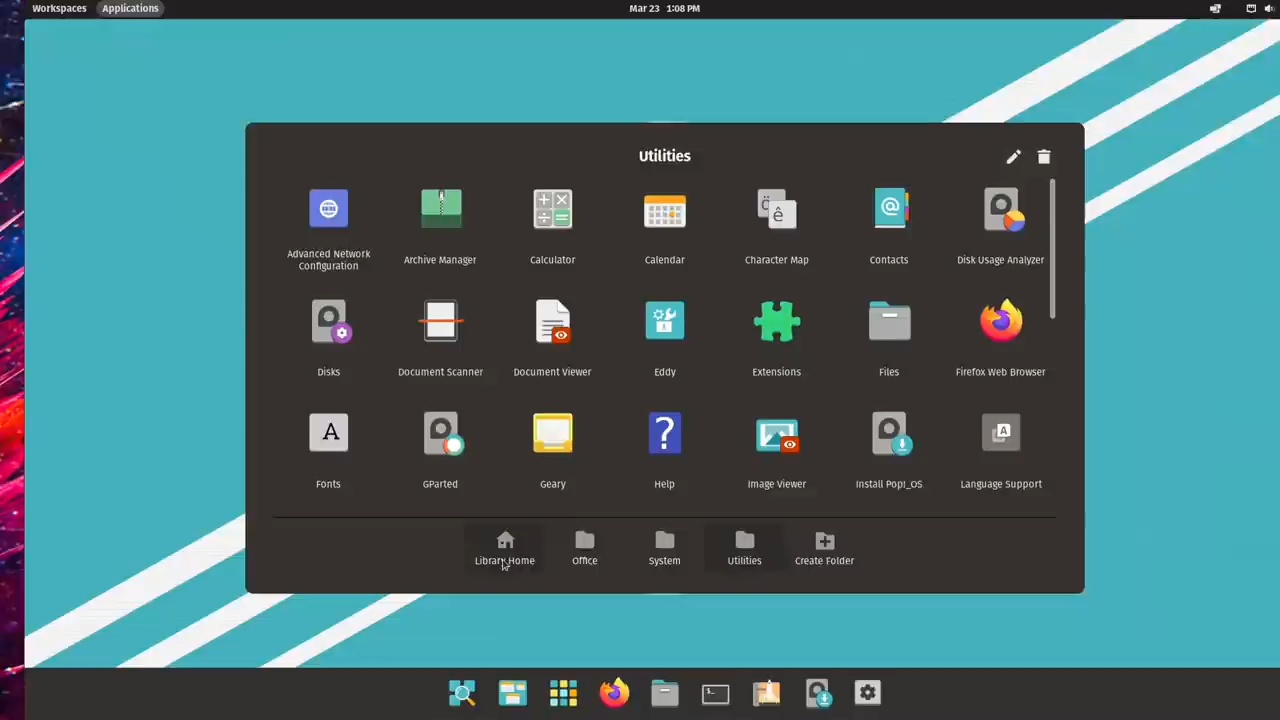 Workspaces Applications Mar 23 1:08 PM
Utilities
Advanced Network
Configuration
Archive Manager
Calculator
Calendar
Character Map
Contacts
Disk Usage Analyzer
Disks
Document Scanner
Document Viewer
Eddy
Extensions
Files
Firefox Web Browser
Fonts
GParted
Geary
Help
Image Viewer
Install Pop!_OS
Language Support
Library Home
Office
System
Utilities
Create Folder